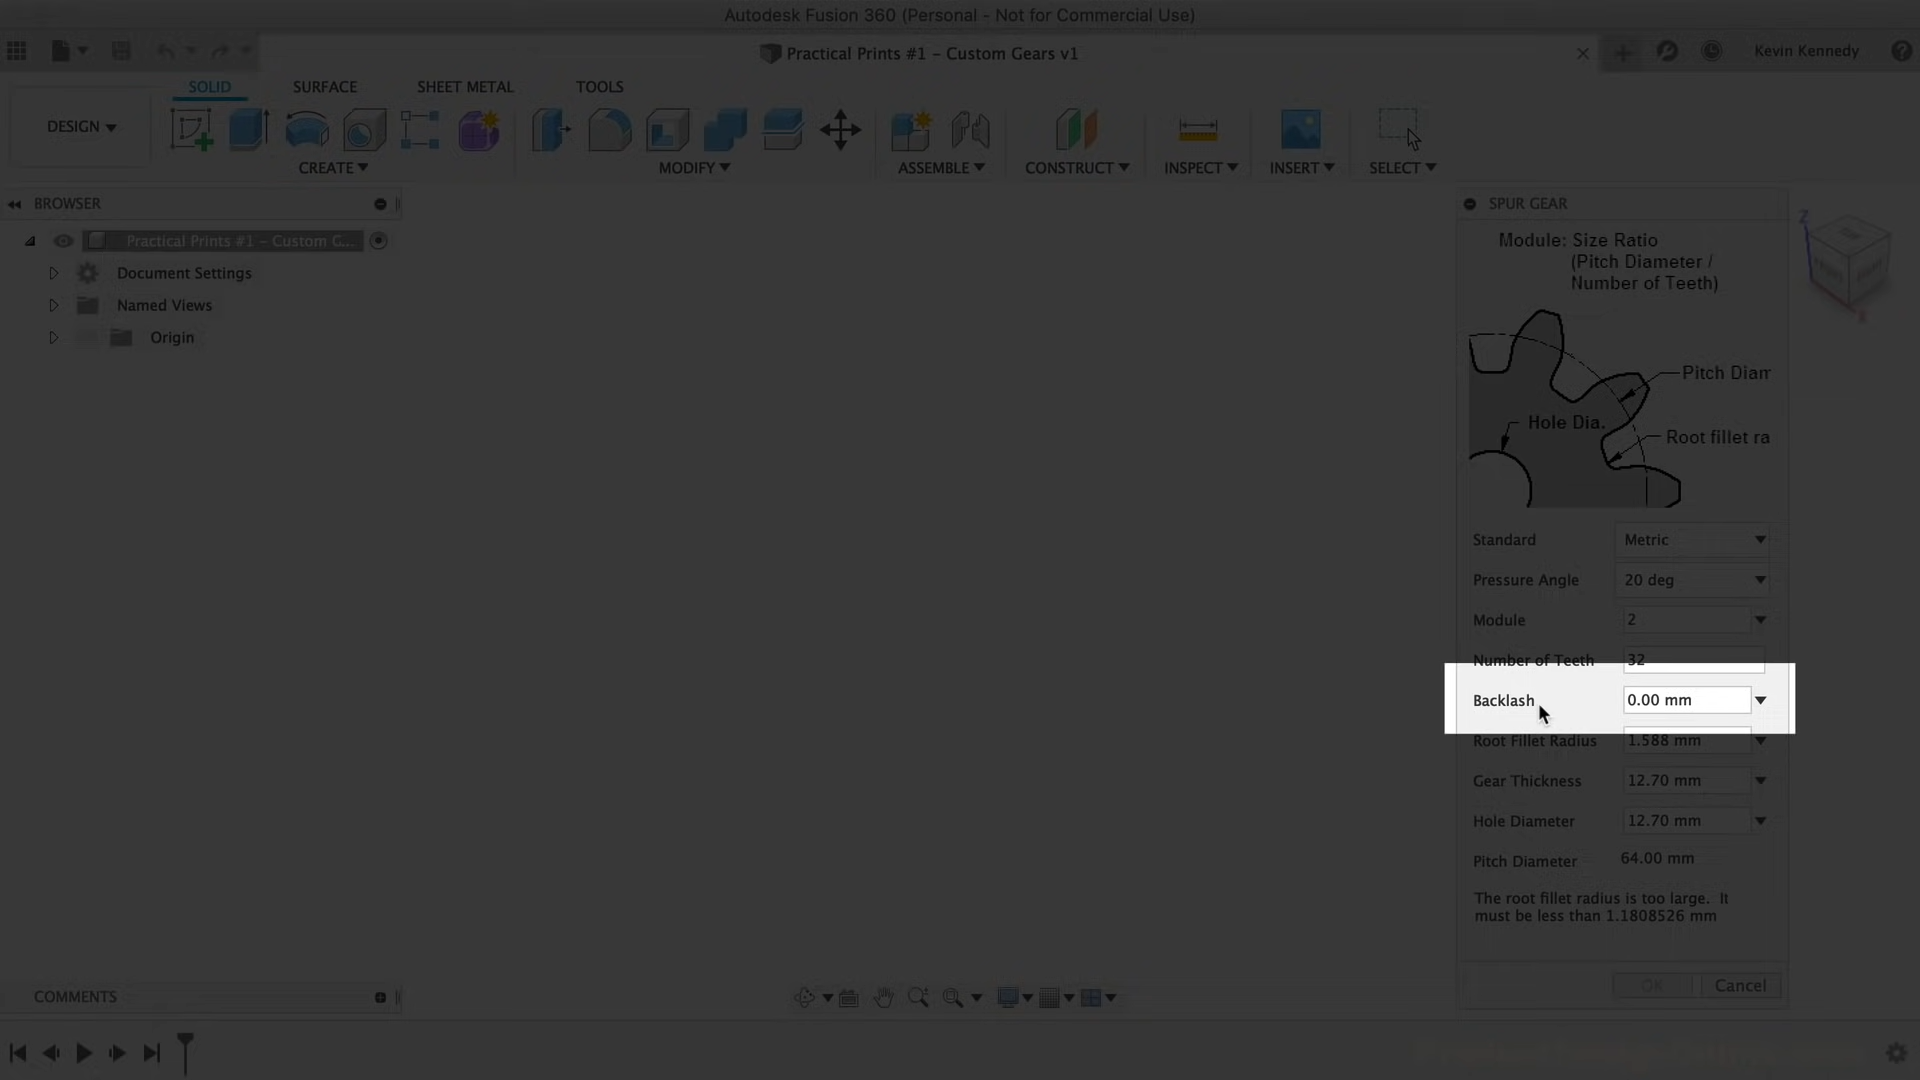 Autodesk Fusion 360 (Personal - Not for Commercial Use)
Practical Prints #1 - Custom Gears v1
Kevin Kennedy
SOLID
SURFACE
SHEET METAL
TOOLS
DESIGN
CREATE
MODIFY
ASSEMBLE
CONSTRUCT
INSPECT
INSERT
SELECT
BROWSER
Practical Prints #1 - Custom G...
Document Settings
Named Views
Origin
SPUR GEAR
Module: Size Ratio
(Pitch Diameter /
Number of Teeth)
Pitch Diam
Hole Dia.
Root fillet ra
Standard Metric
Pressure Angle 20 deg
Module 2
Number of Teeth 32
Backlash 0.00 mm
Root Fillet Radius 1.588 mm
Gear Thickness 12.70 mm
Hole Diameter 12.70 mm
Pitch Diameter 64.00 mm
The root fillet radius is too large. It
must be less than 1.1808526 mm
OK Cancel
COMMENTS
Z